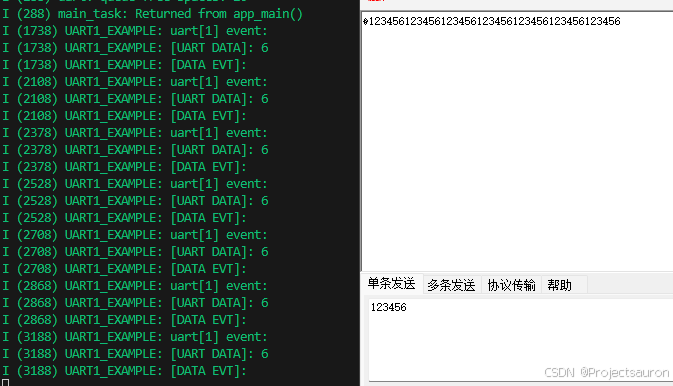 I (288) main_task: Returned from app_main()
I (1738) UART1_EXAMPLE: uart[1] event:
I (1738) UART1_EXAMPLE: [UART DATA]: 6
I (1738) UART1_EXAMPLE: [DATA EVT]:
I (2108) UART1_EXAMPLE: uart[1] event:
I (2108) UART1_EXAMPLE: [UART DATA]: 6
I (2108) UART1_EXAMPLE: [DATA EVT]:
I (2378) UART1_EXAMPLE: uart[1] event:
I (2378) UART1_EXAMPLE: [UART DATA]: 6
I (2378) UART1_EXAMPLE: [DATA EVT]:
I (2528) UART1_EXAMPLE: uart[1] event:
I (2528) UART1_EXAMPLE: [UART DATA]: 6
I (2528) UART1_EXAMPLE: [DATA EVT]:
I (2708) UART1_EXAMPLE: uart[1] event:
I (2708) UART1_EXAMPLE: [UART DATA]: 6
I (2708) UART1_EXAMPLE: [DATA EVT]:
I (2868) UART1_EXAMPLE: uart[1] event:
I (2868) UART1_EXAMPLE: [UART DATA]: 6
I (2868) UART1_EXAMPLE: [DATA EVT]:
I (3188) UART1_EXAMPLE: uart[1] event:
I (3188) UART1_EXAMPLE: [UART DATA]: 6
I (3188) UART1_EXAMPLE: [DATA EVT]:
123456123456123456123456123456123456123456
单条发送 多条发送 协议传输 帮助
123456
CSDN @Projectsauron